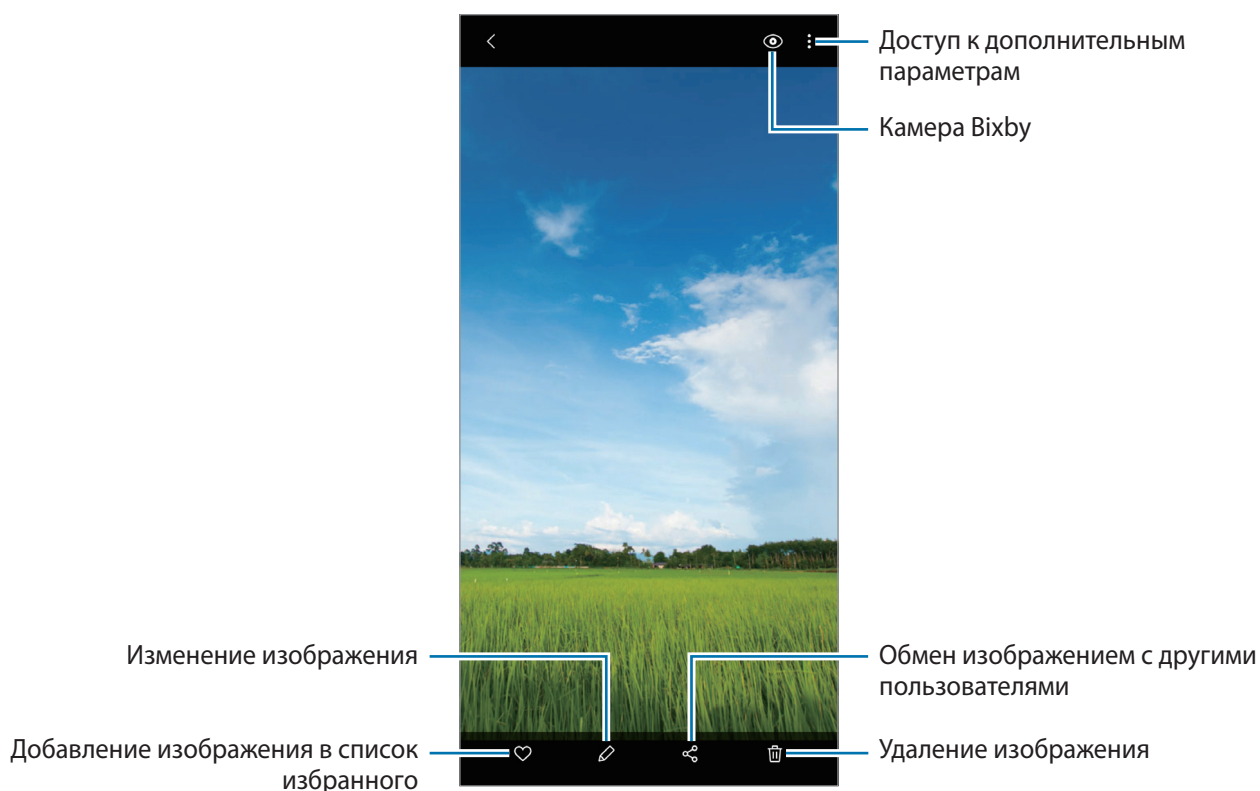 Доступ к дополнительным
параметрам
Камера Bixby
Изменение изображения
Обмен изображением с другими
пользователями
Добавление изображения в список
избранного
Удаление изображения